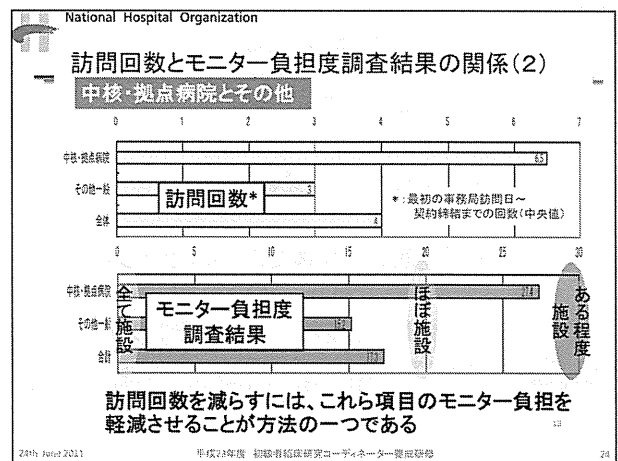 National Hospital Organization
訪問回数とモニター負担度調査結果の関係(2)
中核・拠点病院とその他
0 1 2 3 4 5 6 7
中核・拠点病院 6.5
その他一般 3
全体 4
訪問回数*
*:最初の事務局訪問日~
契約締結までの回数(中央値)
0 5 10 15 20 25 30
中核・拠点病院 27.4
その他一般 15.2
合計 17.3
モニター負担度
調査結果
全て施設
ほぼ施設
ある程度
施設
訪問回数を減らすには、これら項目のモニター負担を
軽減させることが方法の一つである
24th June 2011
平成23年度 初級者臨床研究コーディネーター養成研修
24